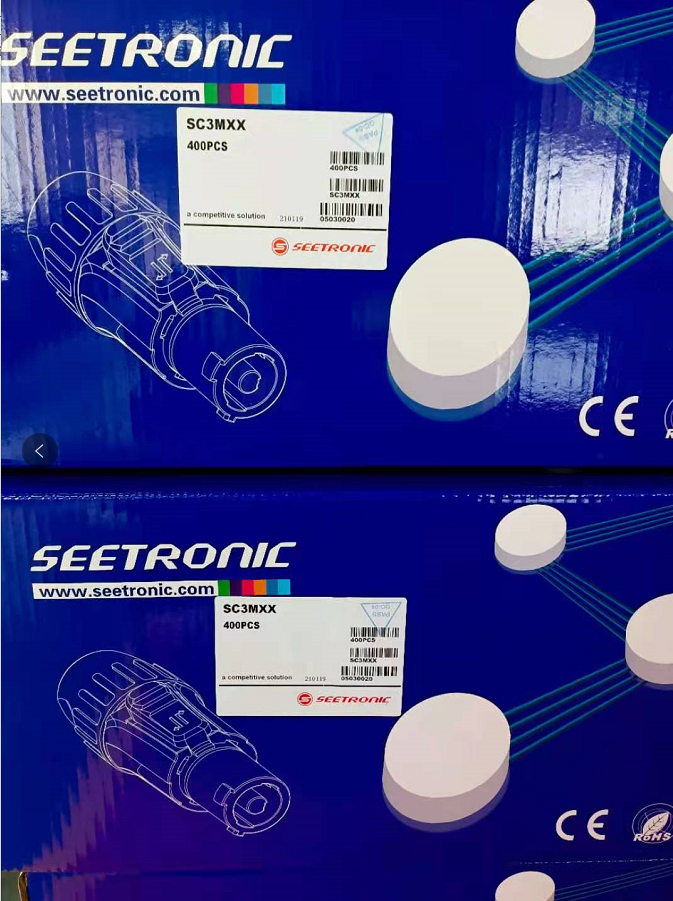 SEETRONIC
www.seetronic.com
SC3MXX
400PCS
400PCS
SC3MXX
a competitive solution 210119 05030020
SEETRONIC
CE
SEETRONIC
www.seetronic.com
SC3MXX
400PCS
400PCS
SC3MXX
a competitive solution 210119 05030020
SEETRONIC
CE RoHS